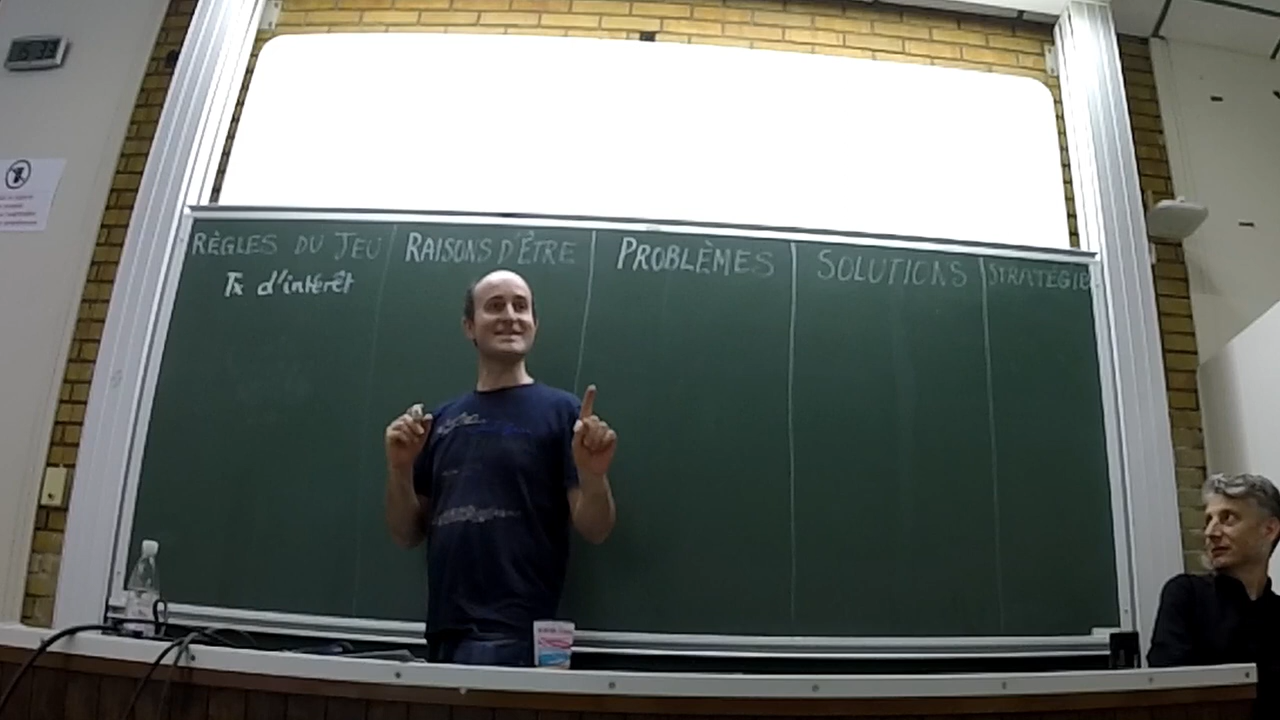 RÈGLES DU JEU
RAISONS D'ÊTRE
PROBLÈMES
SOLUTIONS
STRATÉGIE
Tx d'intérêt